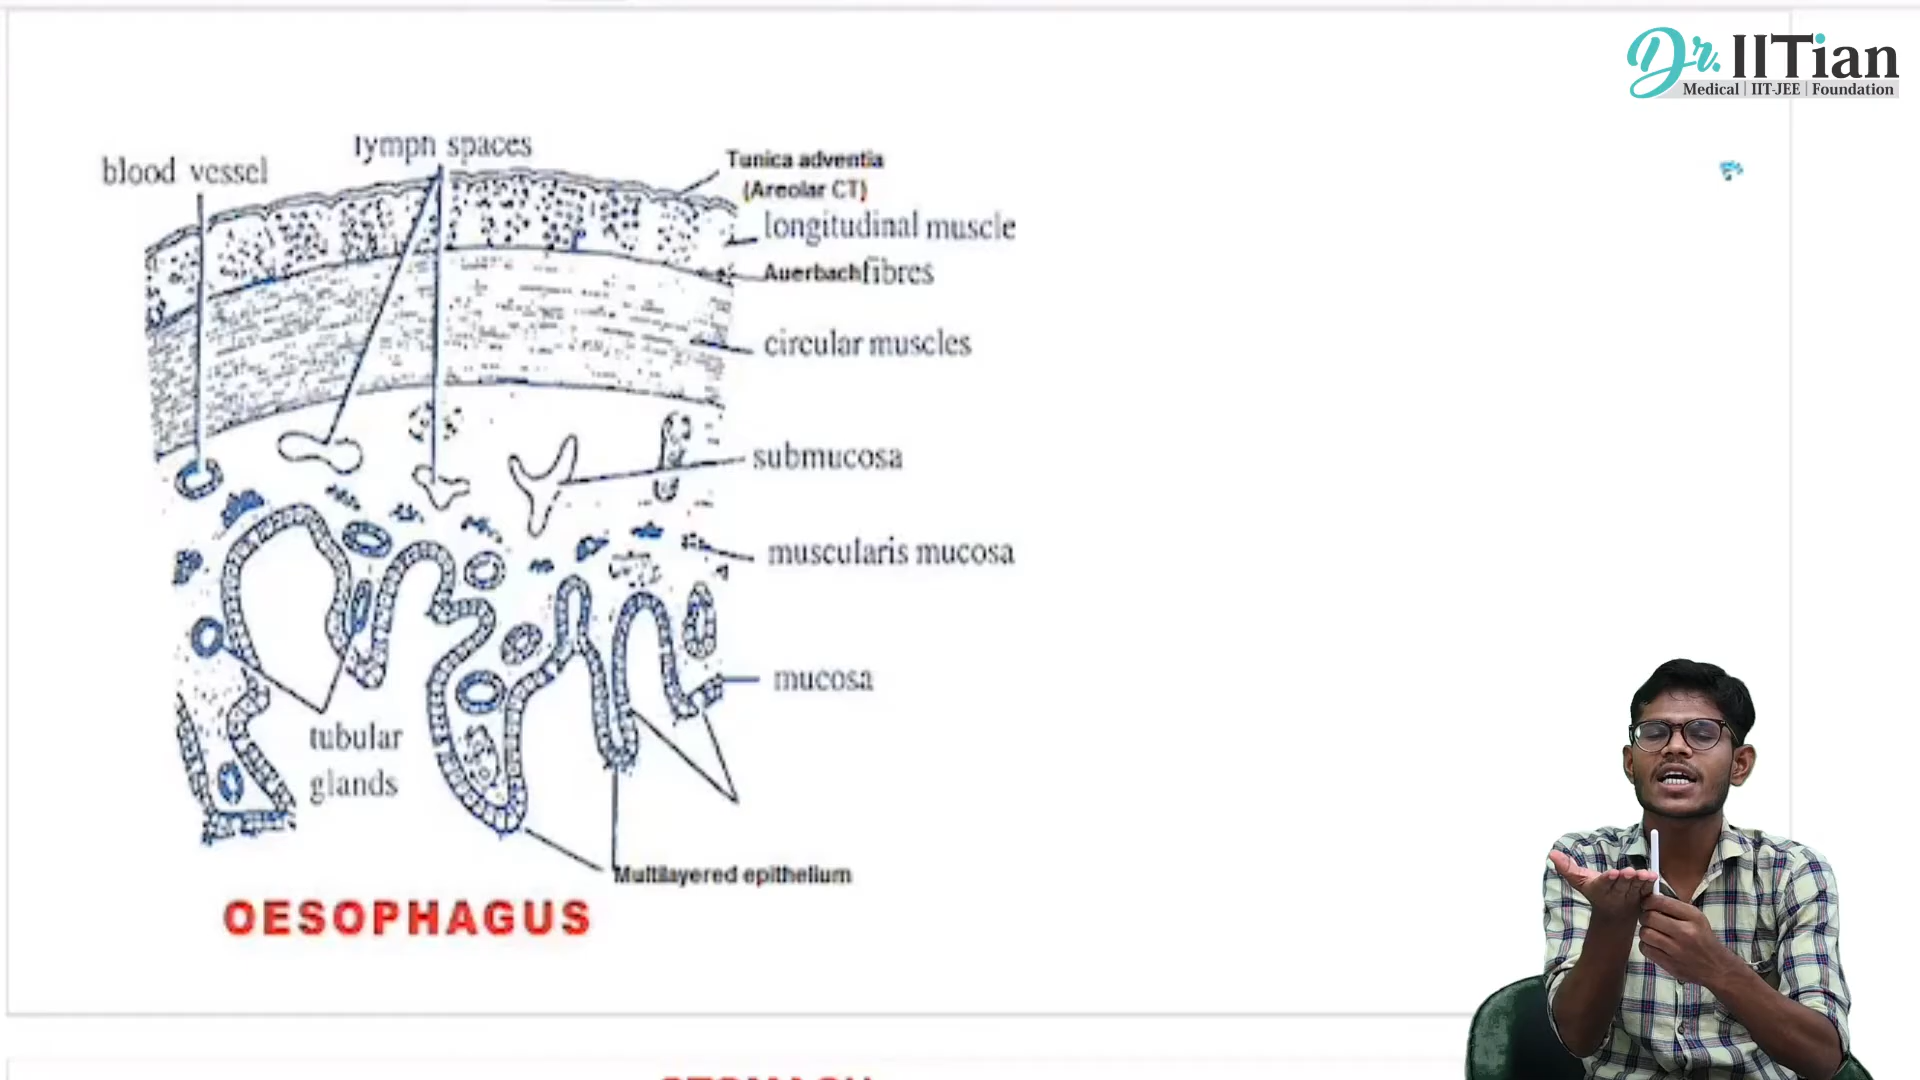 Dr. IITian
Medical | IIT-JEE | Foundation
lymph spaces
blood vessel
Tunica adventia
(Areolar CT)
longitudinal muscle
Auerbach fibres
circular muscles
submucosa
muscularis mucosa
mucosa
tubular
glands
Multilayered epithelium
OESOPHAGUS